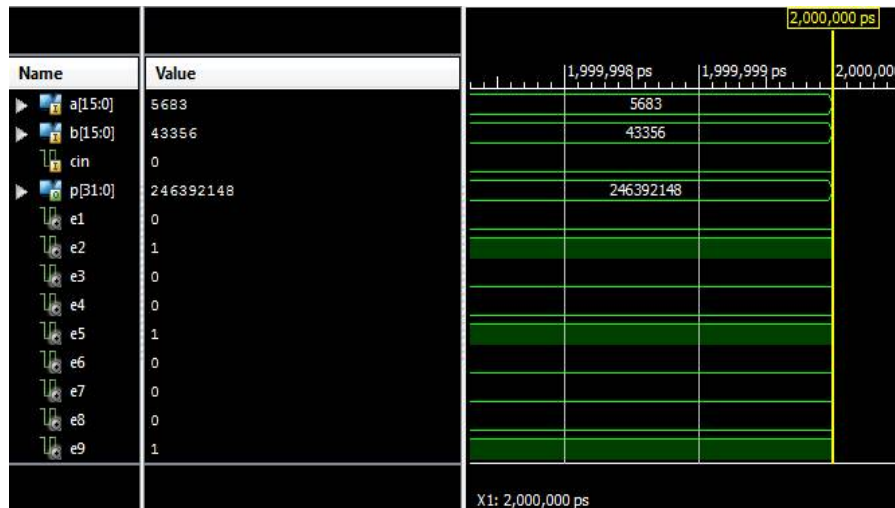 2,000,000 ps
Name Value 1,999,998 ps 1,999,999 ps 2,000,00
a[15:0] 5683 5683
b[15:0] 43356 43356
cin 0
p[31:0] 246392148 246392148
e1 0
e2 1
e3 0
e4 0
e5 1
e6 0
e7 0
e8 0
e9 1
X1: 2,000,000 ps